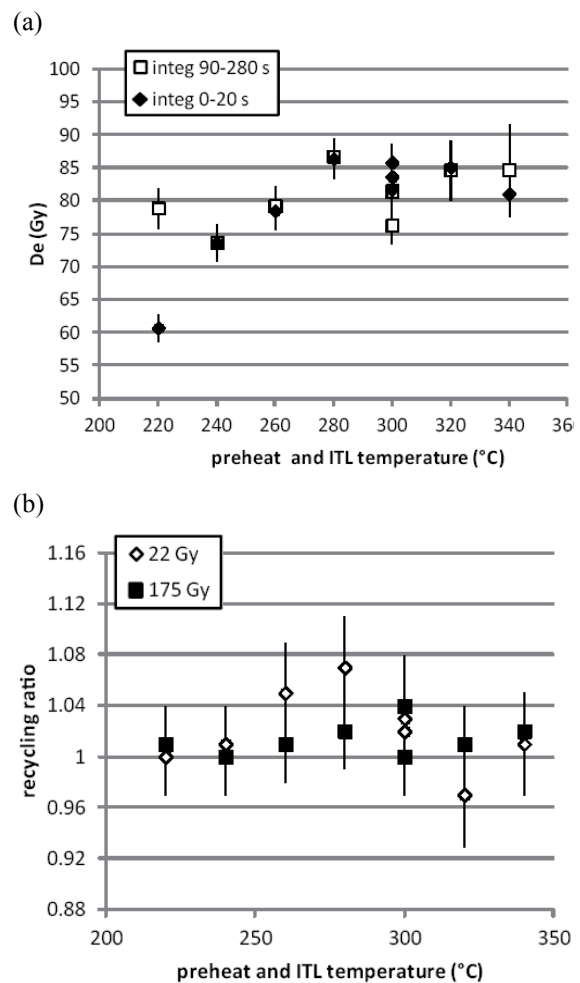 (a)
integ 90-280 s
integ 0-20 s
100
95
90
85
80
75
70
65
60
55
50
De (Gy)
200 220 240 260 280 300 320 340 36
preheat and ITL temperature (°C)
(b)
22 Gy
175 Gy
1.16
1.12
1.08
1.04
1
0.96
0.92
0.88
recycling ratio
200 250 300 350
preheat and ITL temperature (°C)